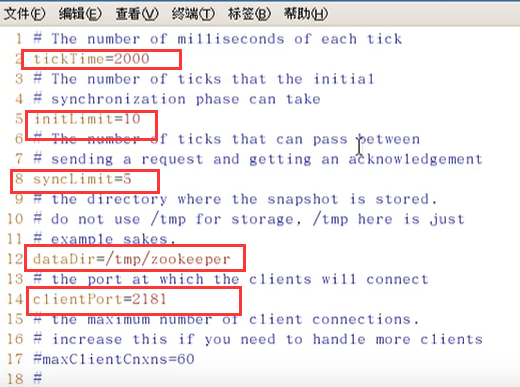 文件(F) 编辑(E) 查看(V) 终端(T) 标签(B) 帮助(H)
1 # The number of milliseconds of each tick
2 tickTime=2000
3 # The number of ticks that the initial
4 # synchronization phase can take
5 initLimit=10
6 # The number of ticks that can pass between
7 # sending a request and getting an acknowledgement
8 syncLimit=5
9 # the directory where the snapshot is stored.
10 # do not use /tmp for storage, /tmp here is just
11 # example sakes.
12 dataDir=/tmp/zookeeper
13 # the port at which the clients will connect
14 clientPort=2181
15 # the maximum number of client connections.
16 # increase this if you need to handle more clients
17 #maxClientCnxns=60
18 #